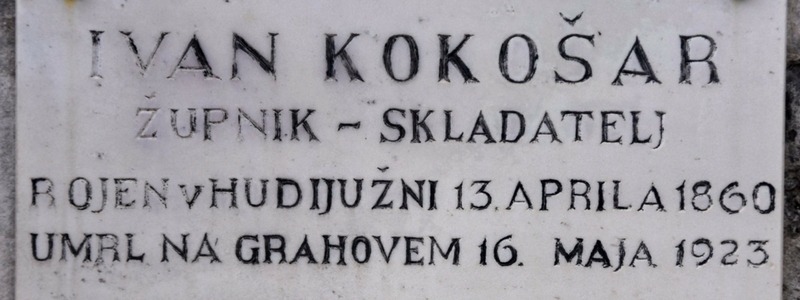 IVAN KOKOŠAR
ŽUPNIK - SKLADATELJ
ROJEN v HUDIJUŽNI 13. APRILA 1860
UMRL NA GRAHOVEM 16. MAJA 1923